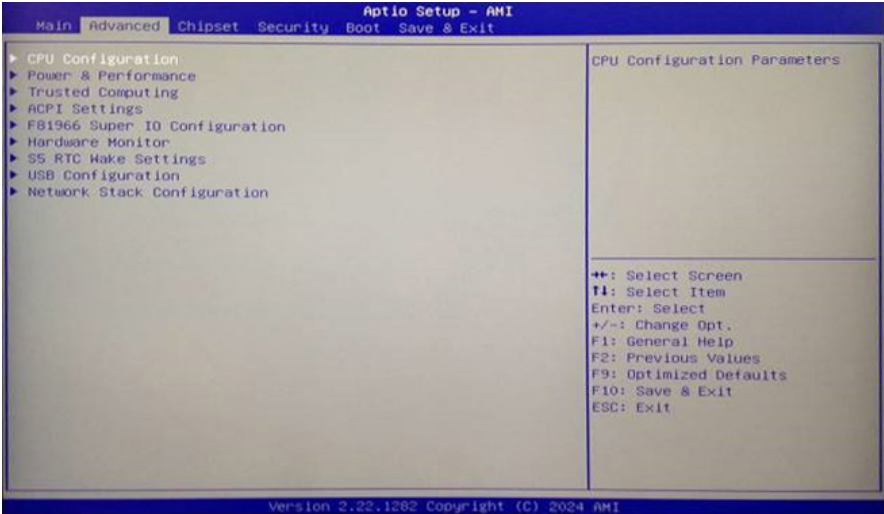 Aptio Setup - AMI
Main Advanced Chipset Security Boot Save & Exit
► CPU Configuration
► Power & Performance
► Trusted Computing
► ACPI Settings
► F81966 Super IO Configuration
► Hardware Monitor
► S5 RTC Wake Settings
► USB Configuration
► Network Stack Configuration
CPU Configuration Parameters
→←: Select Screen
↑↓: Select Item
Enter: Select
+/-: Change Opt.
F1: General Help
F2: Previous Values
F9: Optimized Defaults
F10: Save & Exit
ESC: Exit
Version 2.22.1282 Copyright (C) 2024 AMI